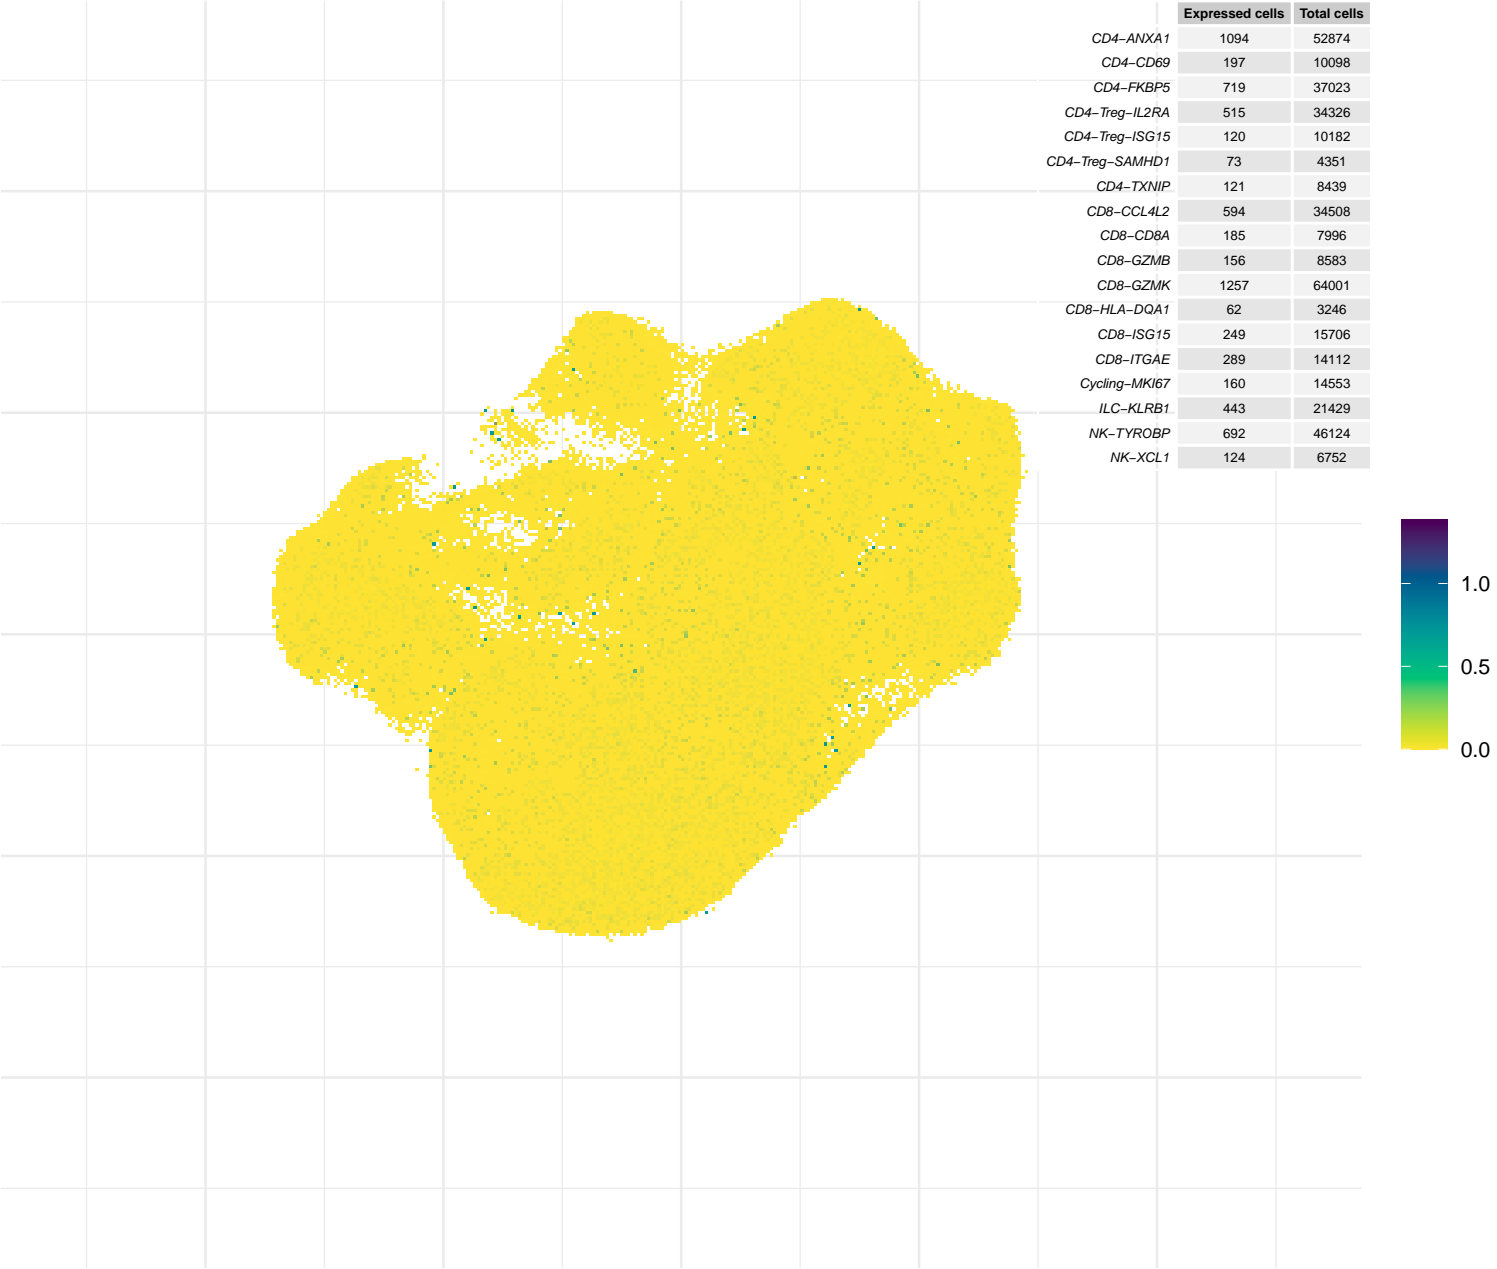 Expressed cells Total cells
CD4−ANXA1 1094 52874
CD4−CD69 197 10098
CD4−FKBP5 719 37023
CD4−Treg−IL2RA 515 34326
CD4−Treg−ISG15 120 10182
CD4−Treg−SAMHD1 73 4351
CD4−TXNIP 121 8439
CD8−CCL4L2 594 34508
CD8−CD8A 185 7996
CD8−GZMB 156 8583
CD8−GZMK 1257 64001
CD8−HLA−DQA1 62 3246
CD8−ISG15 249 15706
CD8−ITGAE 289 14112
Cycling−MKI67 160 14553
ILC−KLRB1 443 21429
NK−TYROBP 692 46124
NK−XCL1 124 6752
1.0
0.5
0.0